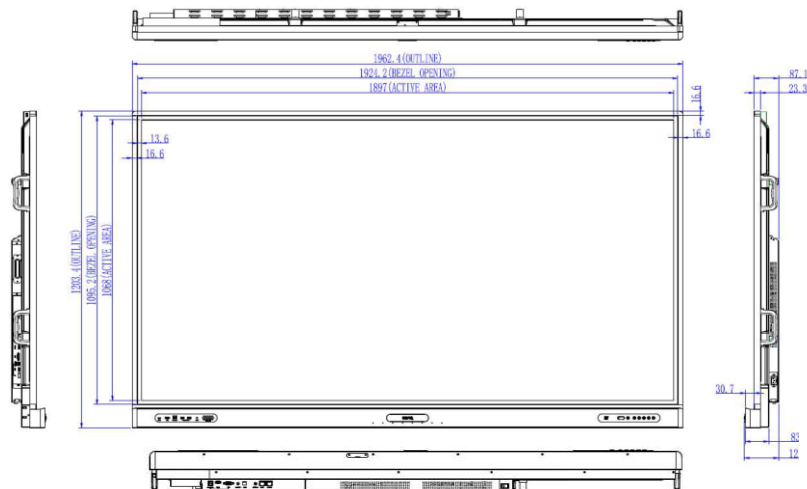 1962.4(OUTLINE)
1924.2(BEZEL OPENING)
1897(ACTIVE AREA)
87.1
23.3
16.6
13.6
16.6
16.6
1203.4(OUTLINE)
1095.2(BEZEL OPENING)
1068(ACTIVE AREA)
30.7
83
12